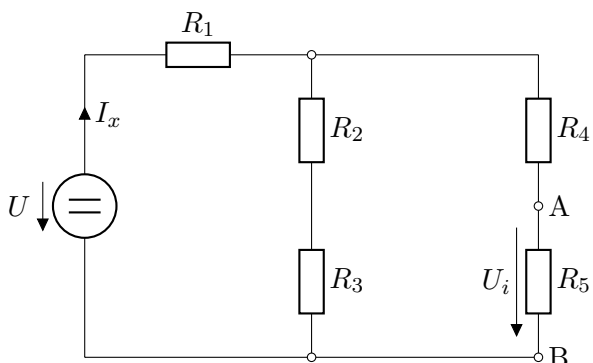 R₁
Iₓ
R₂
R₄
U
A
R₃
Uᵢ
R₅
B